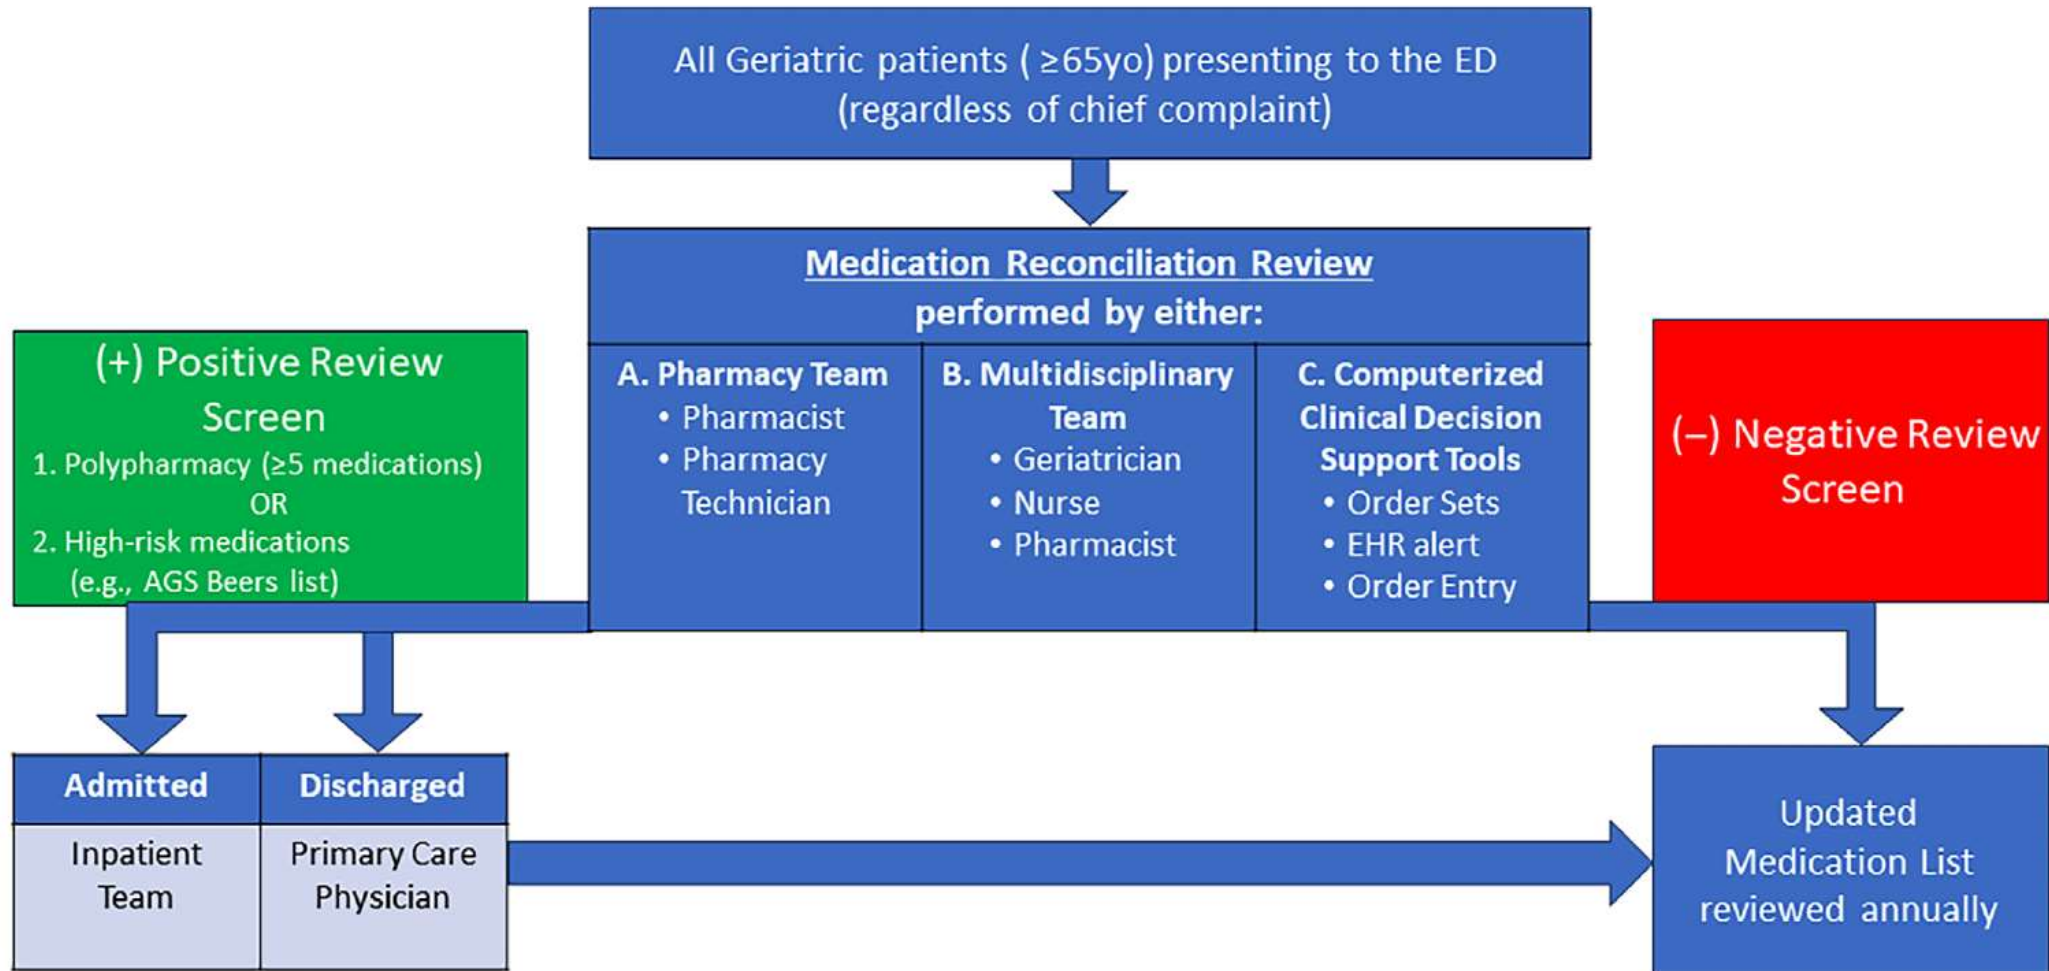 All Geriatric patients ( ≥65yo) presenting to the ED
(regardless of chief complaint)
Medication Reconciliation Review
performed by either:
A. Pharmacy Team
• Pharmacist
• Pharmacy
Technician
B. Multidisciplinary
Team
• Geriatrician
• Nurse
• Pharmacist
C. Computerized
Clinical Decision
Support Tools
• Order Sets
• EHR alert
• Order Entry
(+) Positive Review
Screen
1. Polypharmacy (≥5 medications)
OR
2. High-risk medications
(e.g., AGS Beers list)
(–) Negative Review
Screen
Admitted
Inpatient
Team
Discharged
Primary Care
Physician
Updated
Medication List
reviewed annually